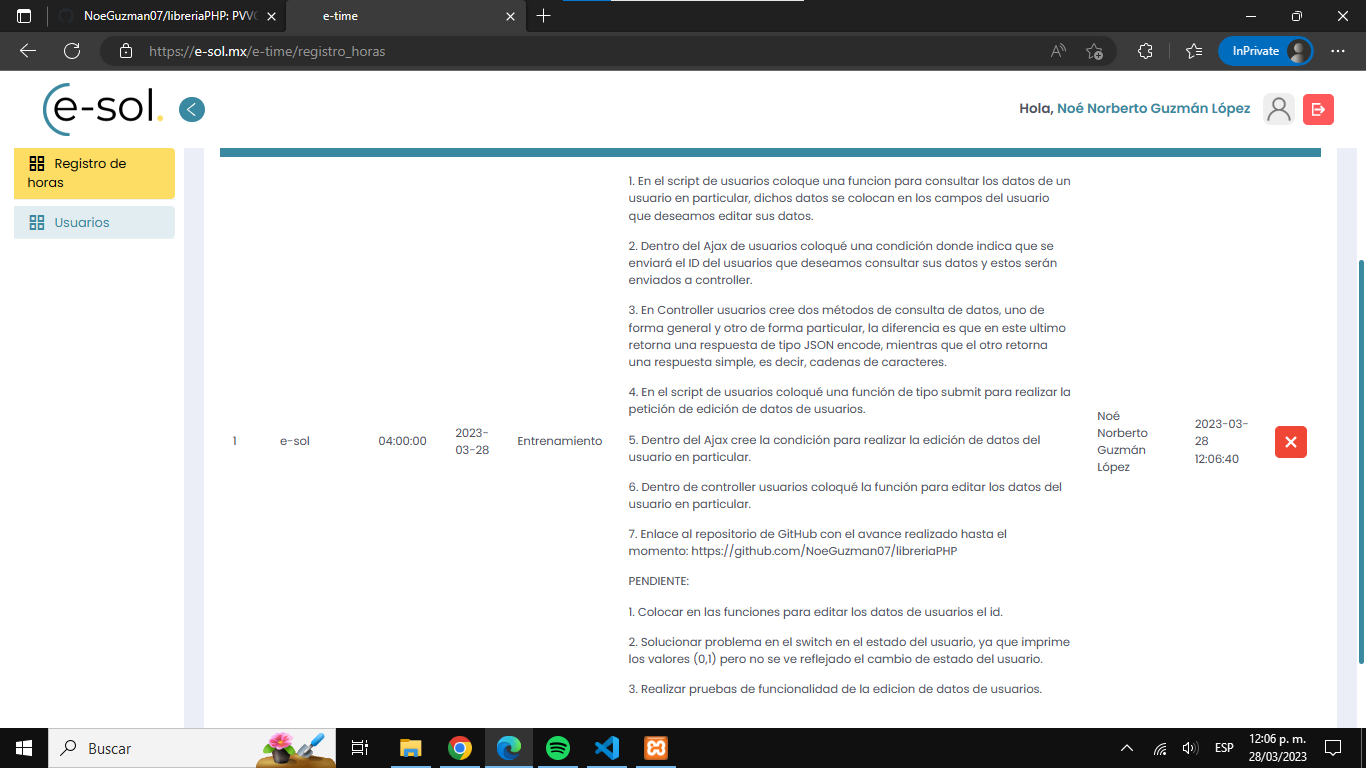 NoeGuzman07/libreriaPHP: PVVC
e-time
https://e-sol.mx/e-time/registro_horas
InPrivate
e-sol.
Hola, Noé Norberto Guzmán López
Registro de
horas
Usuarios
1
e-sol
04:00:00
2023-
03-28
Entrenamiento
1. En el script de usuarios coloque una funcion para consultar los datos de un
usuario en particular, dichos datos se colocan en los campos del usuario
que deseamos editar sus datos.
2. Dentro del Ajax de usuarios coloqué una condición donde indica que se
enviará el ID del usuarios que deseamos consultar sus datos y estos serán
enviados a controller.
3. En Controller usuarios cree dos métodos de consulta de datos, uno de
forma general y otro de forma particular, la diferencia es que en este ultimo
retorna una respuesta de tipo JSON encode, mientras que el otro retorna
una respuesta simple, es decir, cadenas de caracteres.
4. En el script de usuarios coloqué una función de tipo submit para realizar la
petición de edición de datos de usuarios.
5. Dentro del Ajax cree la condición para realizar la edición de datos del
usuario en particular.
6. Dentro de controller usuarios coloqué la función para editar los datos del
usuario en particular.
7. Enlace al repositorio de GitHub con el avance realizado hasta el
momento: https://github.com/NoeGuzman07/libreriaPHP
PENDIENTE:
1. Colocar en las funciones para editar los datos de usuarios el id.
2. Solucionar problema en el switch en el estado del usuario, ya que imprime
los valores (0,1) pero no se ve reflejado el cambio de estado del usuario.
3. Realizar pruebas de funcionalidad de la edicion de datos de usuarios.
Noé
Norberto
Guzmán
López
2023-03-
28
12:06:40
Buscar
ESP
12:06 p. m.
28/03/2023